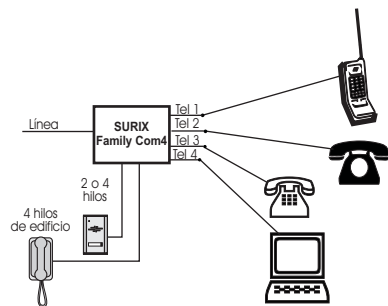 Línea
SURIX
Family Com4
Tel 1
Tel 2
Tel 3
Tel 4
2 o 4
hilos
4 hilos
de edificio